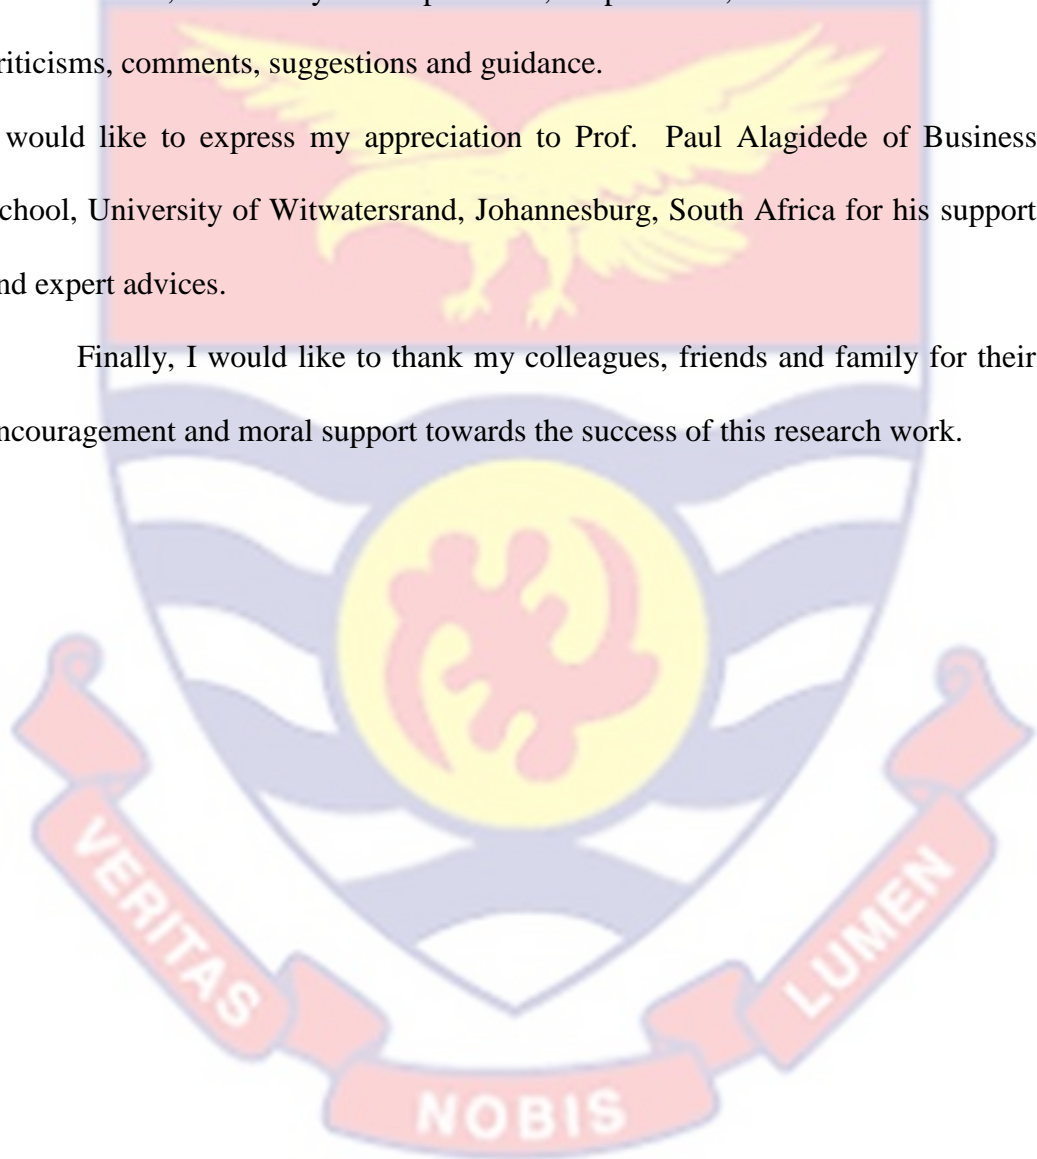 riticisms, comments, suggestions and guidance.
would like to express my appreciation to Prof. Paul Alagidede of Business
chool, University of Witwatersrand, Johannesburg, South Africa for his support
nd expert advices.
Finally, I would like to thank my colleagues, friends and family for their
ncouragement and moral support towards the success of this research work.
VERITAS
NOBIS
LUMEN